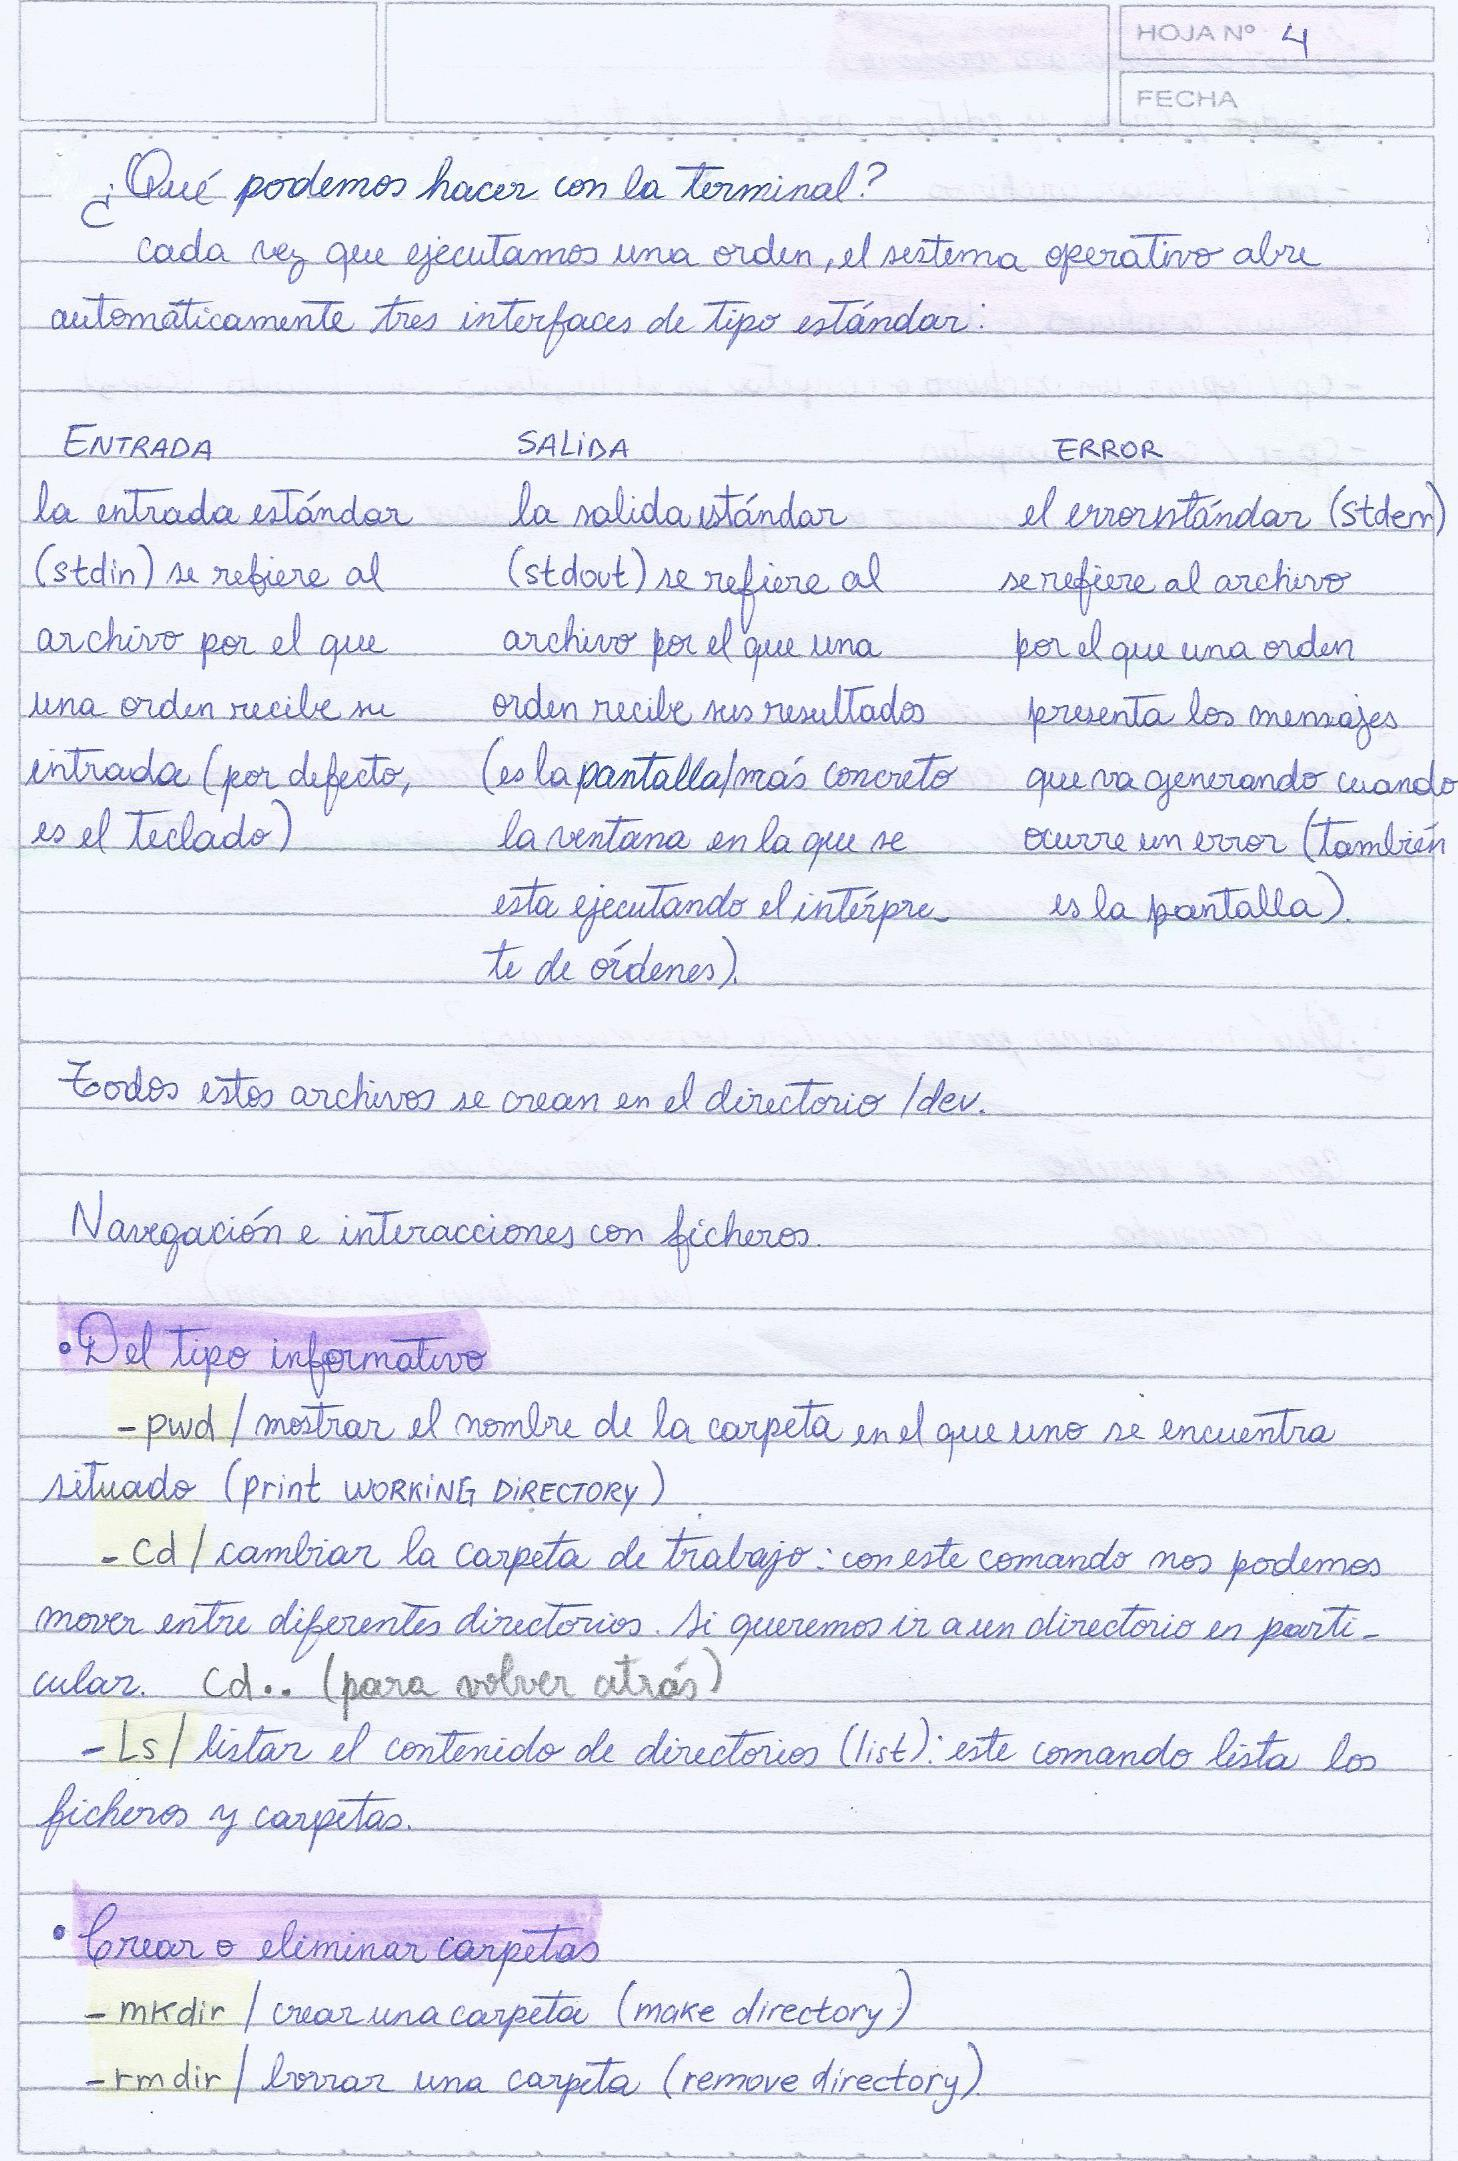 HOJA Nº 4
FECHA
¿Qué podemos hacer con la terminal?
cada vez que ejecutamos una orden, el sistema operativo abre
automáticamente tres interfaces de tipo estándar:
ENTRADA
la entrada estándar
(stdin) se refiere al
archivo por el que
una orden recibe su
entrada (por defecto,
es el teclado)
SALIDA
la salida estándar
(stdout) se refiere al
archivo por el que una
orden recibe sus resultados
(es la pantalla/más concreto
la ventana en la que se
esta ejecutando el intérpre-
te de órdenes).
ERROR
el error estándar (stderr)
se refiere al archivo
por el que una orden
presenta los mensajes
que va generando cuando
ocurre un error (también
es la pantalla).
Todos estos archivos se crean en el directorio /dev.
Navegación e interacciones con ficheros.
• Del tipo informativo
- pwd / mostrar el nombre de la carpeta en el que uno se encuentra
situado (print WORKING DIRECTORY)
- cd / cambiar la carpeta de trabajo: con este comando nos podemos
mover entre diferentes directorios. Si queremos ir a un directorio en parti-
cular. cd.. (para volver atrás)
- Ls / listar el contenido de directorios (list): este comando lista los
ficheros y carpetas.
• Crear o eliminar carpetas
- mkdir / crear una carpeta (make directory)
- rmdir / borrar una carpeta (remove directory)